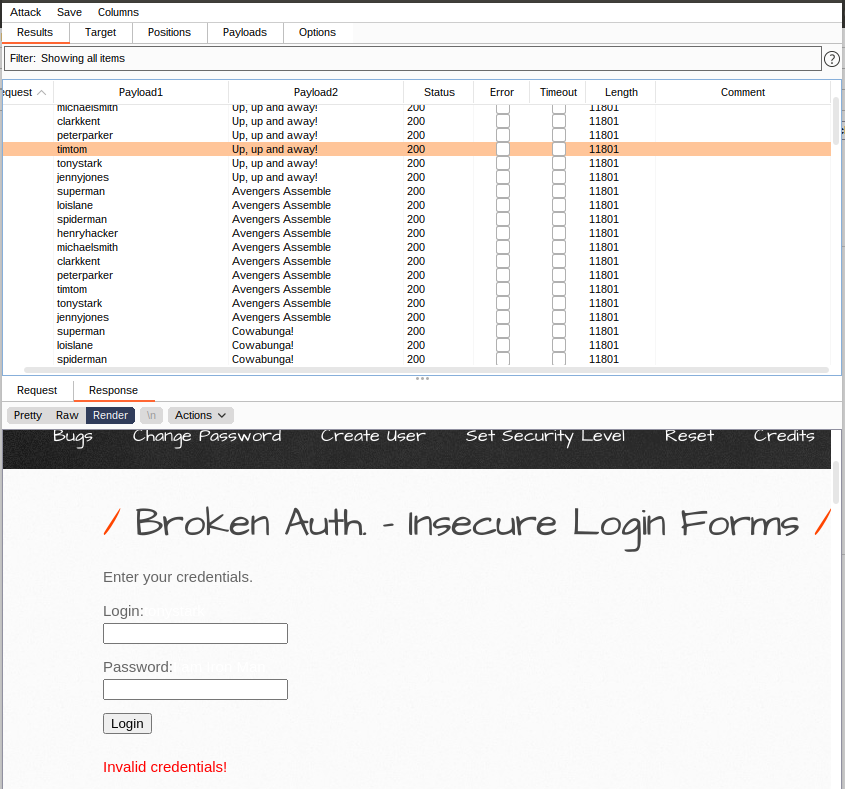 Attack Save Columns
Results Target Positions Payloads Options
Filter: Showing all items ?
equest Payload1 Payload2 Status Error Timeout Length Comment
michaelsmith Up, up and away! 200 11801
clarkkent Up, up and away! 200 11801
peterparker Up, up and away! 200 11801
timtom Up, up and away! 200 11801
tonystark Up, up and away! 200 11801
jennyjones Up, up and away! 200 11801
superman Avengers Assemble 200 11801
loislane Avengers Assemble 200 11801
spiderman Avengers Assemble 200 11801
henryhacker Avengers Assemble 200 11801
michaelsmith Avengers Assemble 200 11801
clarkkent Avengers Assemble 200 11801
peterparker Avengers Assemble 200 11801
timtom Avengers Assemble 200 11801
tonystark Avengers Assemble 200 11801
jennyjones Avengers Assemble 200 11801
superman Cowabunga! 200 11801
loislane Cowabunga! 200 11801
spiderman Cowabunga! 200 11801
Request Response
Pretty Raw Render \n Actions
Bugs Change Password Create User Set Security Level Reset Credits
/ Broken Auth. - Insecure Login Forms /
Enter your credentials.
Login:
Password:
Login
Invalid credentials!